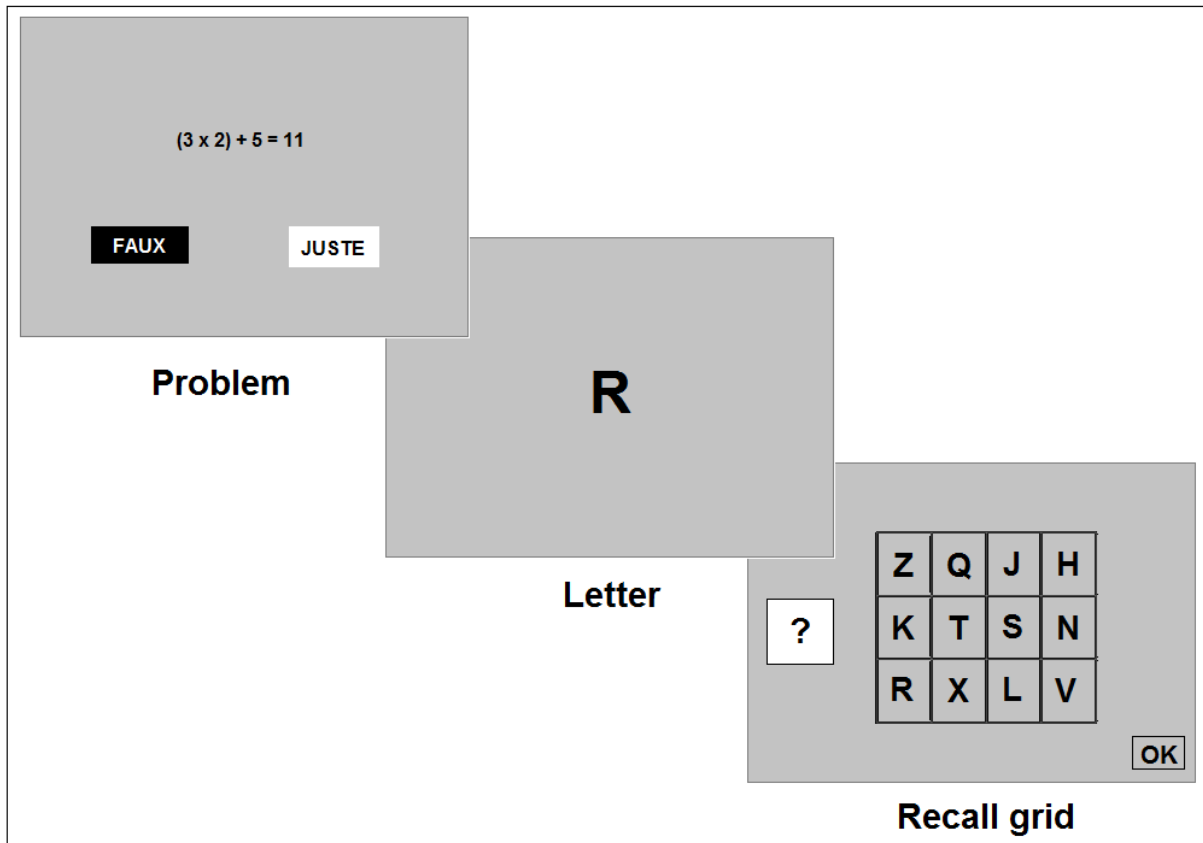 (3 x 2) + 5 = 11
FAUX JUSTE
Problem
R
Letter
Z Q J H
? K T S N
R X L V
OK
Recall grid